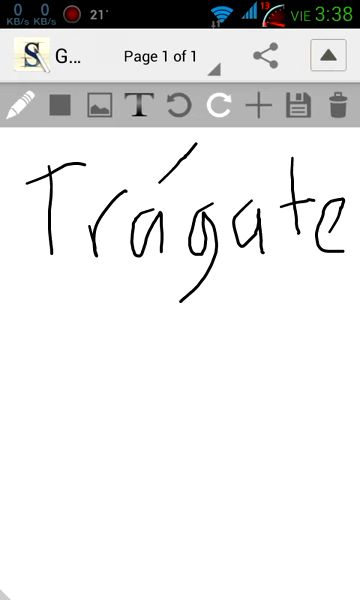 0 KB/s 0 KB/s 21° 13 VIE 3:38
G... Page 1 of 1
T
Trágate